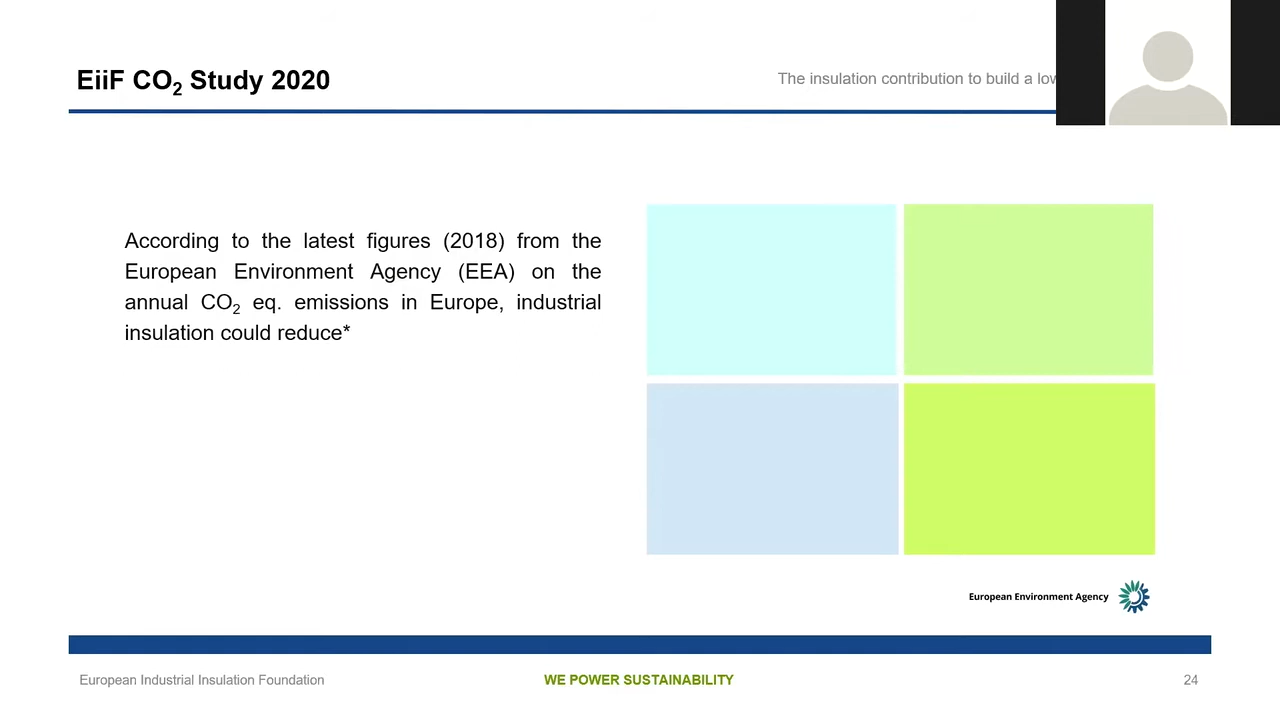 EiiF CO₂ Study 2020
The insulation contribution to build a
According to the latest figures (2018) from the
European Environment Agency (EEA) on the
annual CO₂ eq. emissions in Europe, industrial
insulation could reduce*
European Environment Agency
European Industrial Insulation Foundation
WE POWER SUSTAINABILITY
24